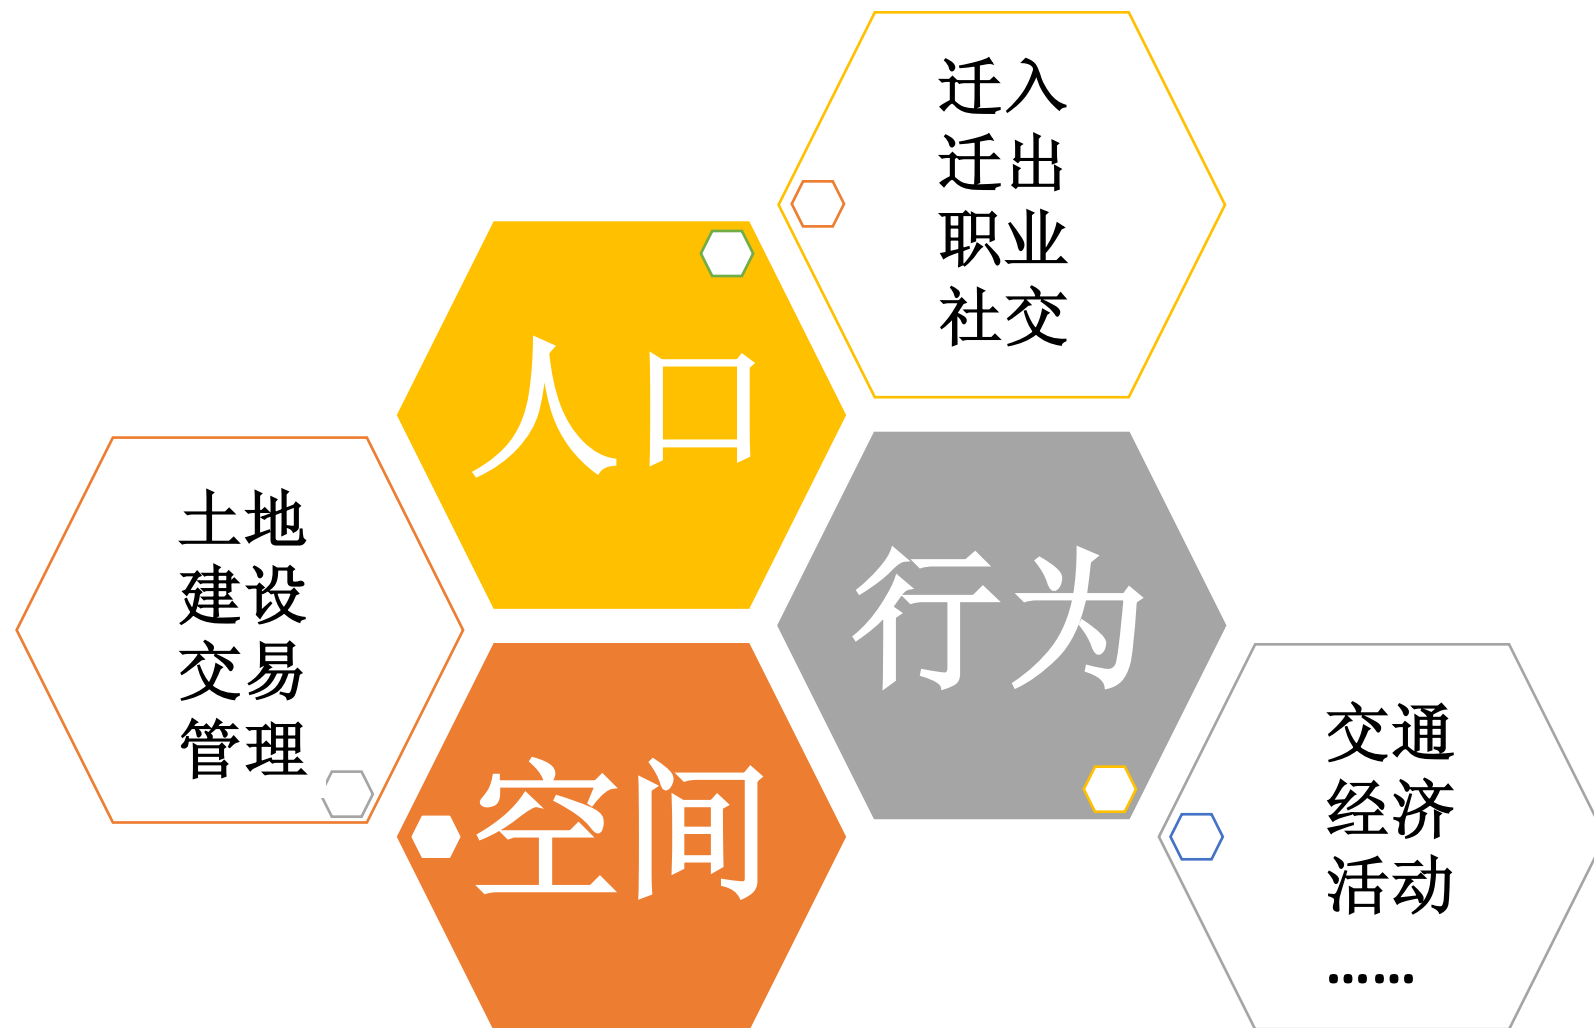 迁入
迁出
职业
社交
人口
土地
建设
交易
管理
行为
空间
交通
经济
活动
……